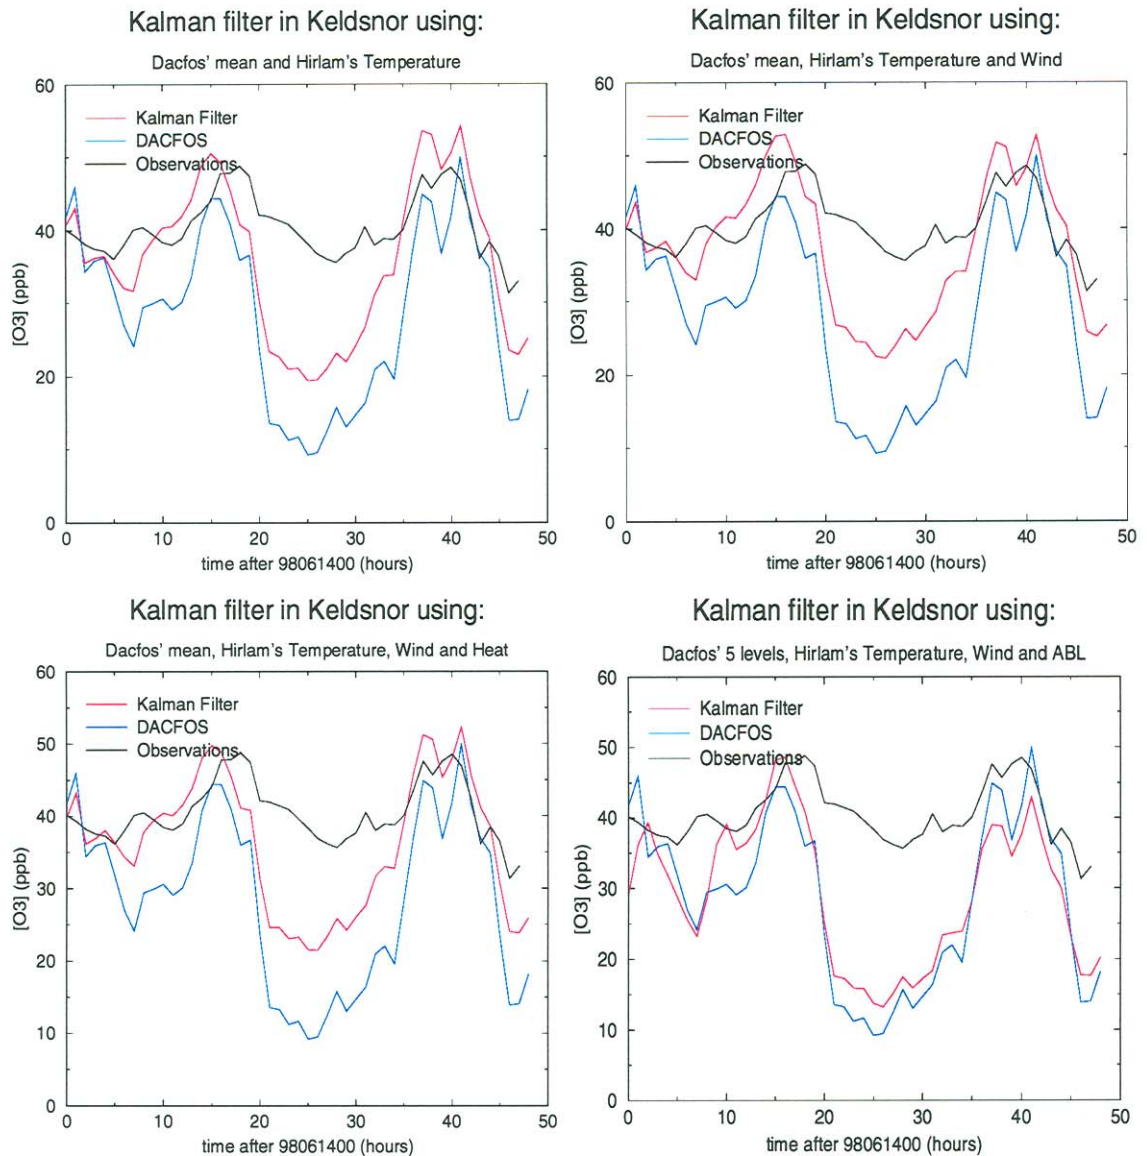 Kalman filter in Keldsnor using:
Dacfos' mean and Hirlam's Temperature
60
40
20
0
[O3] (ppb)
Kalman Filter
DACFOS
Observations
0 10 20 30 40 50
time after 98061400 (hours)
Kalman filter in Keldsnor using:
Dacfos' mean, Hirlam's Temperature and Wind
60
40
20
0
[O3] (ppb)
Kalman Filter
DACFOS
Observations
0 10 20 30 40 50
time after 98061400 (hours)
Kalman filter in Keldsnor using:
Dacfos' mean, Hirlam's Temperature, Wind and Heat
60
50
40
30
20
10
0
[O3] (ppb)
Kalman Filter
DACFOS
Observations
0 10 20 30 40 50
time after 98061400 (hours)
Kalman filter in Keldsnor using:
Dacfos' 5 levels, Hirlam's Temperature, Wind and ABL
60
50
40
30
20
10
0
[O3] (ppb)
Kalman Filter
DACFOS
Observations
0 10 20 30 40 50
time after 98061400 (hours)